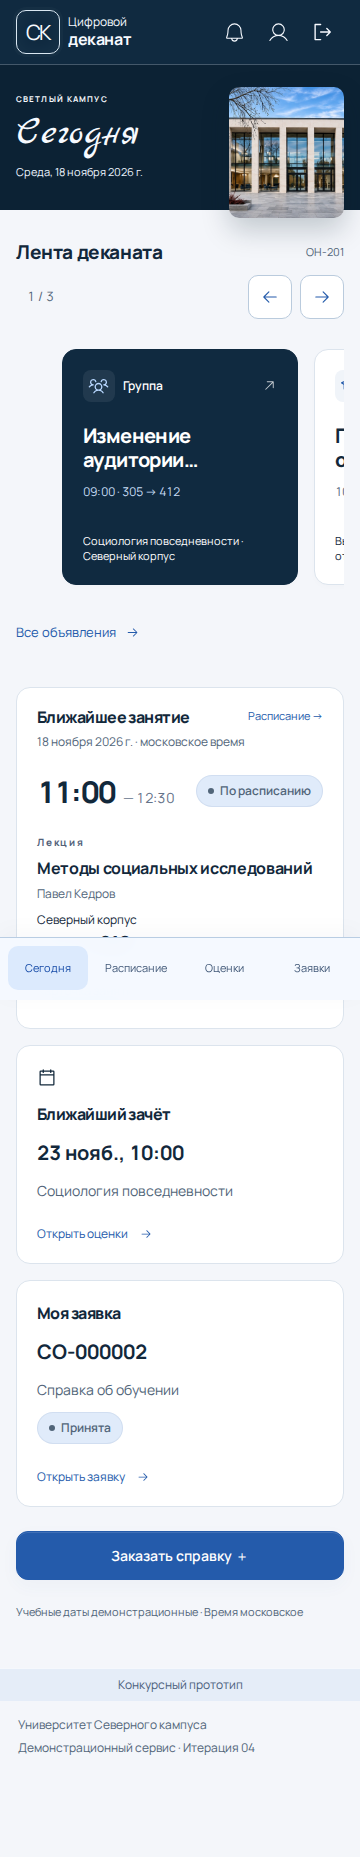 СК
Цифровой
деканат
СВЕТЛЫЙ КАМПУС
Сегодня
Среда, 18 ноября 2026 г.
Лента деканата
ОН-201
1 / 3
Группа
Изменение
аудитории…
09:00 · 305 → 412
Социология повседневности ·
Северный корпус
Все объявления →
Ближайшее занятие
Расписание →
18 ноября 2026 г. · московское время
11:00 — 12:30
По расписанию
Лекция
Методы социальных исследований
Павел Кедров
Северный корпус
Сегодня
Расписание
Оценки
Заявки
Ближайший зачёт
23 нояб., 10:00
Социология повседневности
Открыть оценки →
Моя заявка
СО-000002
Справка об обучении
Принята
Открыть заявку →
Заказать справку +
Учебные даты демонстрационные · Время московское
Конкурсный прототип
Университет Северного кампуса
Демонстрационный сервис · Итерация 04